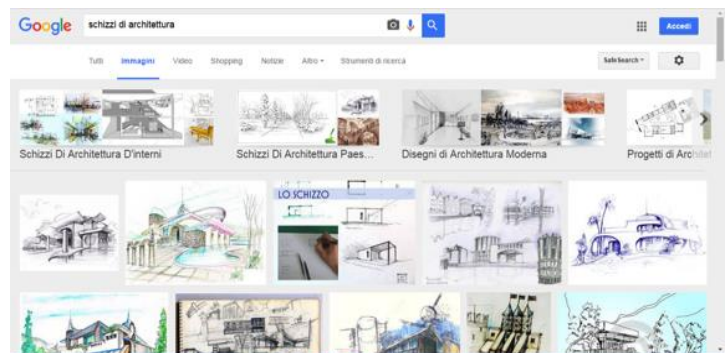 Google schizzi di architettura Accedi
Tutti Immagini Video Shopping Notizie Altro Strumenti di ricerca SafeSearch
Schizzi Di Architettura D'interni Schizzi Di Architettura Paes... Disegni di Architettura Moderna Progetti di Architet
LO SCHIZZO